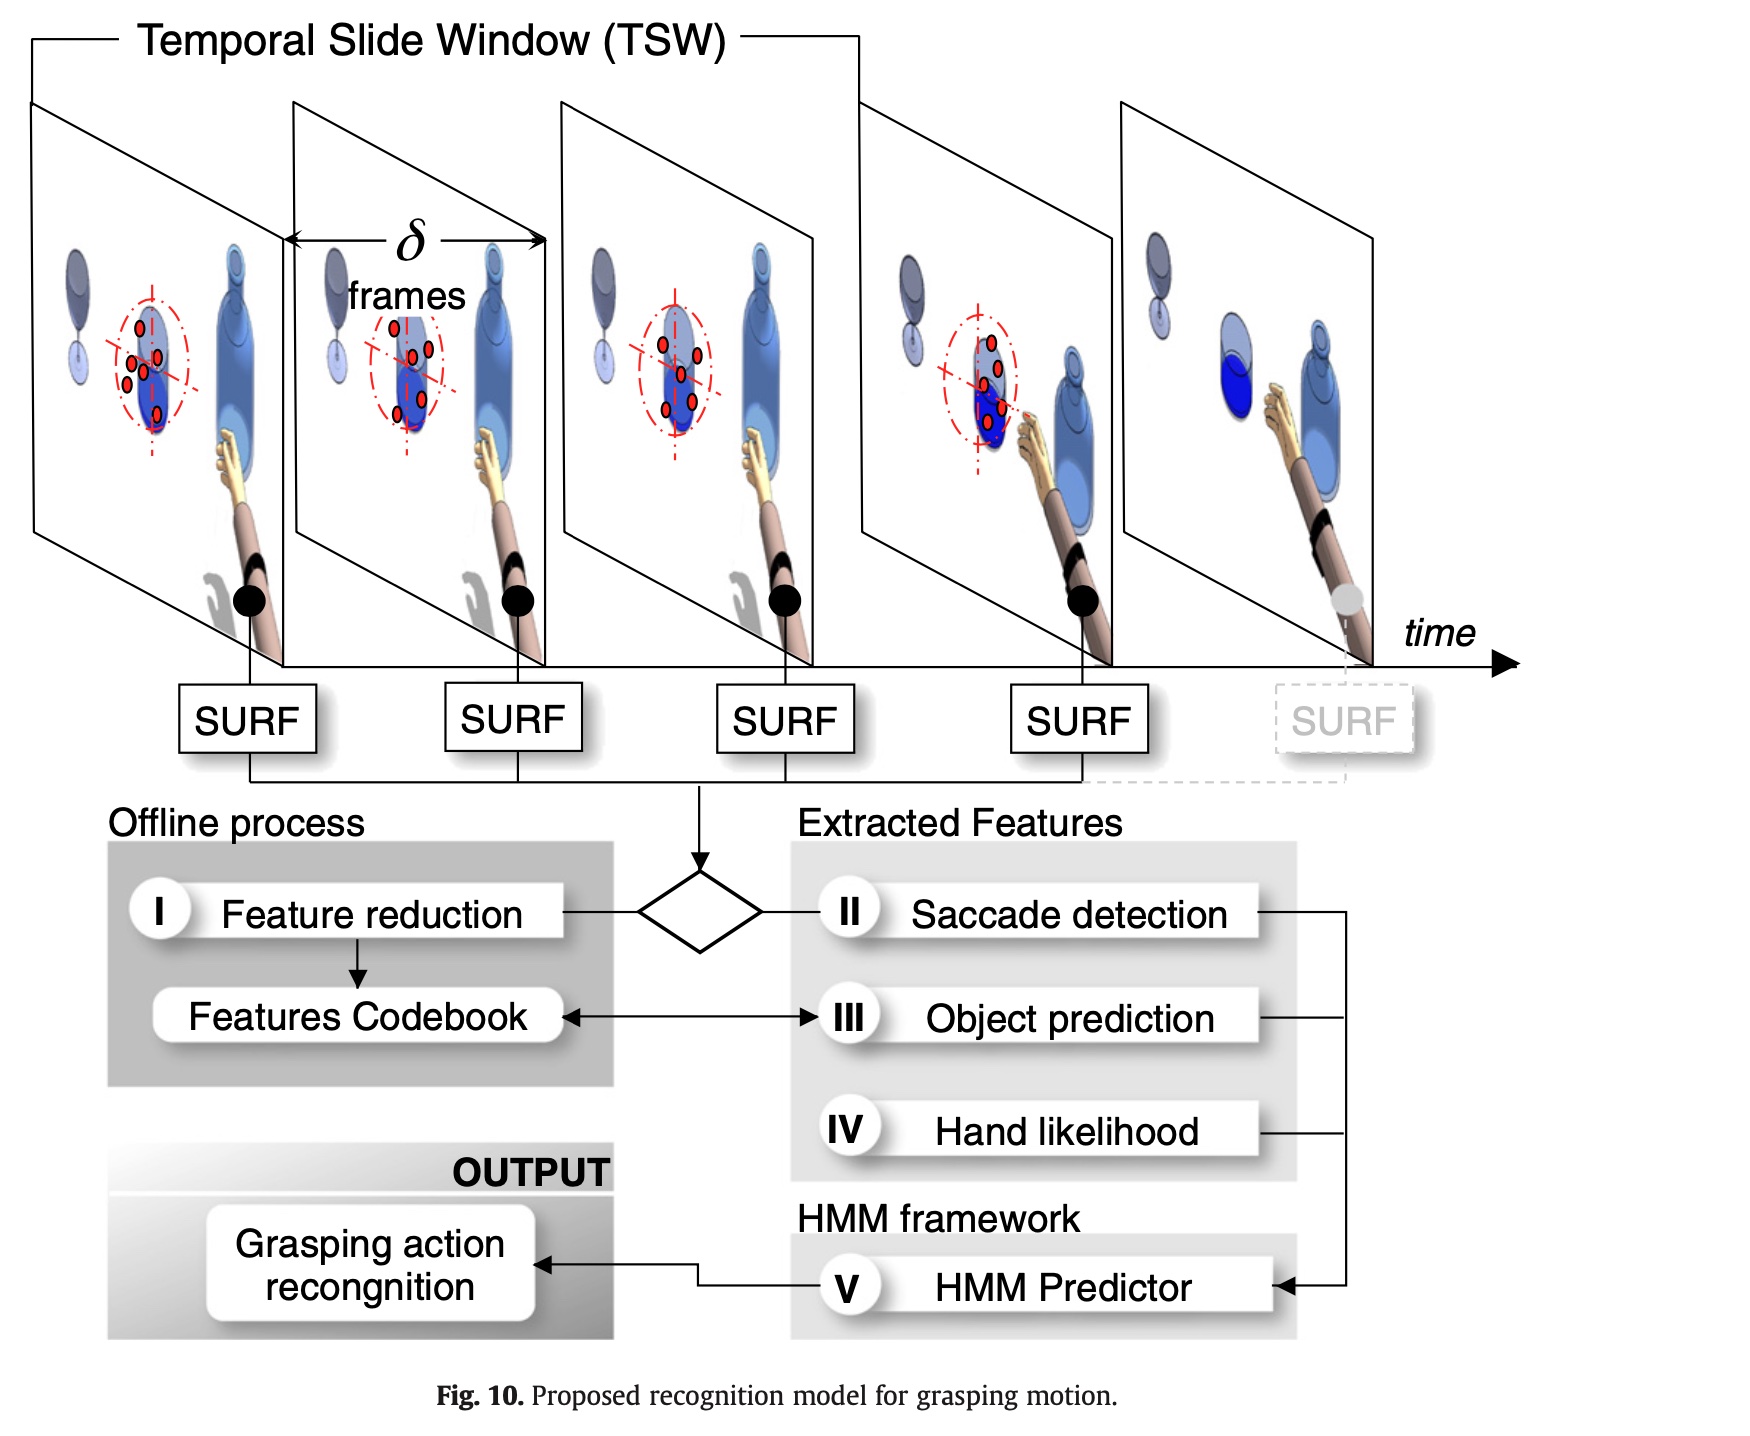 Temporal Slide Window (TSW)
δ
frames
time
SURF
SURF
SURF
SURF
SURF
Offline process
Extracted Features
I
Feature reduction
II
Saccade detection
Features Codebook
III
Object prediction
IV
Hand likelihood
OUTPUT
HMM framework
Grasping action
recongnition
V
HMM Predictor
Fig. 10. Proposed recognition model for grasping motion.